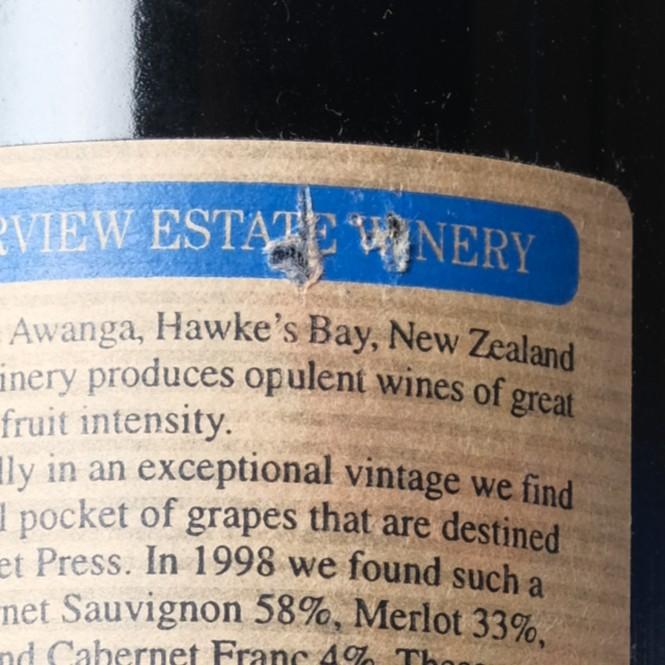 RVIEW ESTATE WINERY
Awanga, Hawke's Bay, New Zealand
inery produces opulent wines of great
fruit intensity.
lly in an exceptional vintage we find
l pocket of grapes that are destined
et Press. In 1998 we found such a
net Sauvignon 58%, Merlot 33%,
nd Cabernet Franc 4%. These